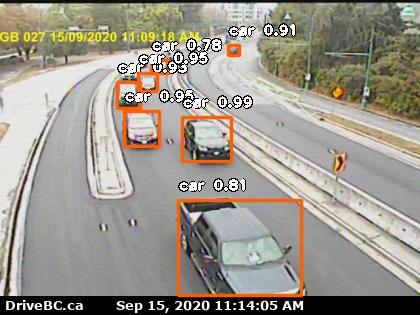 car 0.91
GB 027 15/09/2020 11:09:18 AM
car 0.78
car 0.95
car 0.93
car 0.95
car 0.99
car 0.81
DriveBC.ca Sep 15, 2020 11:14:05 AM